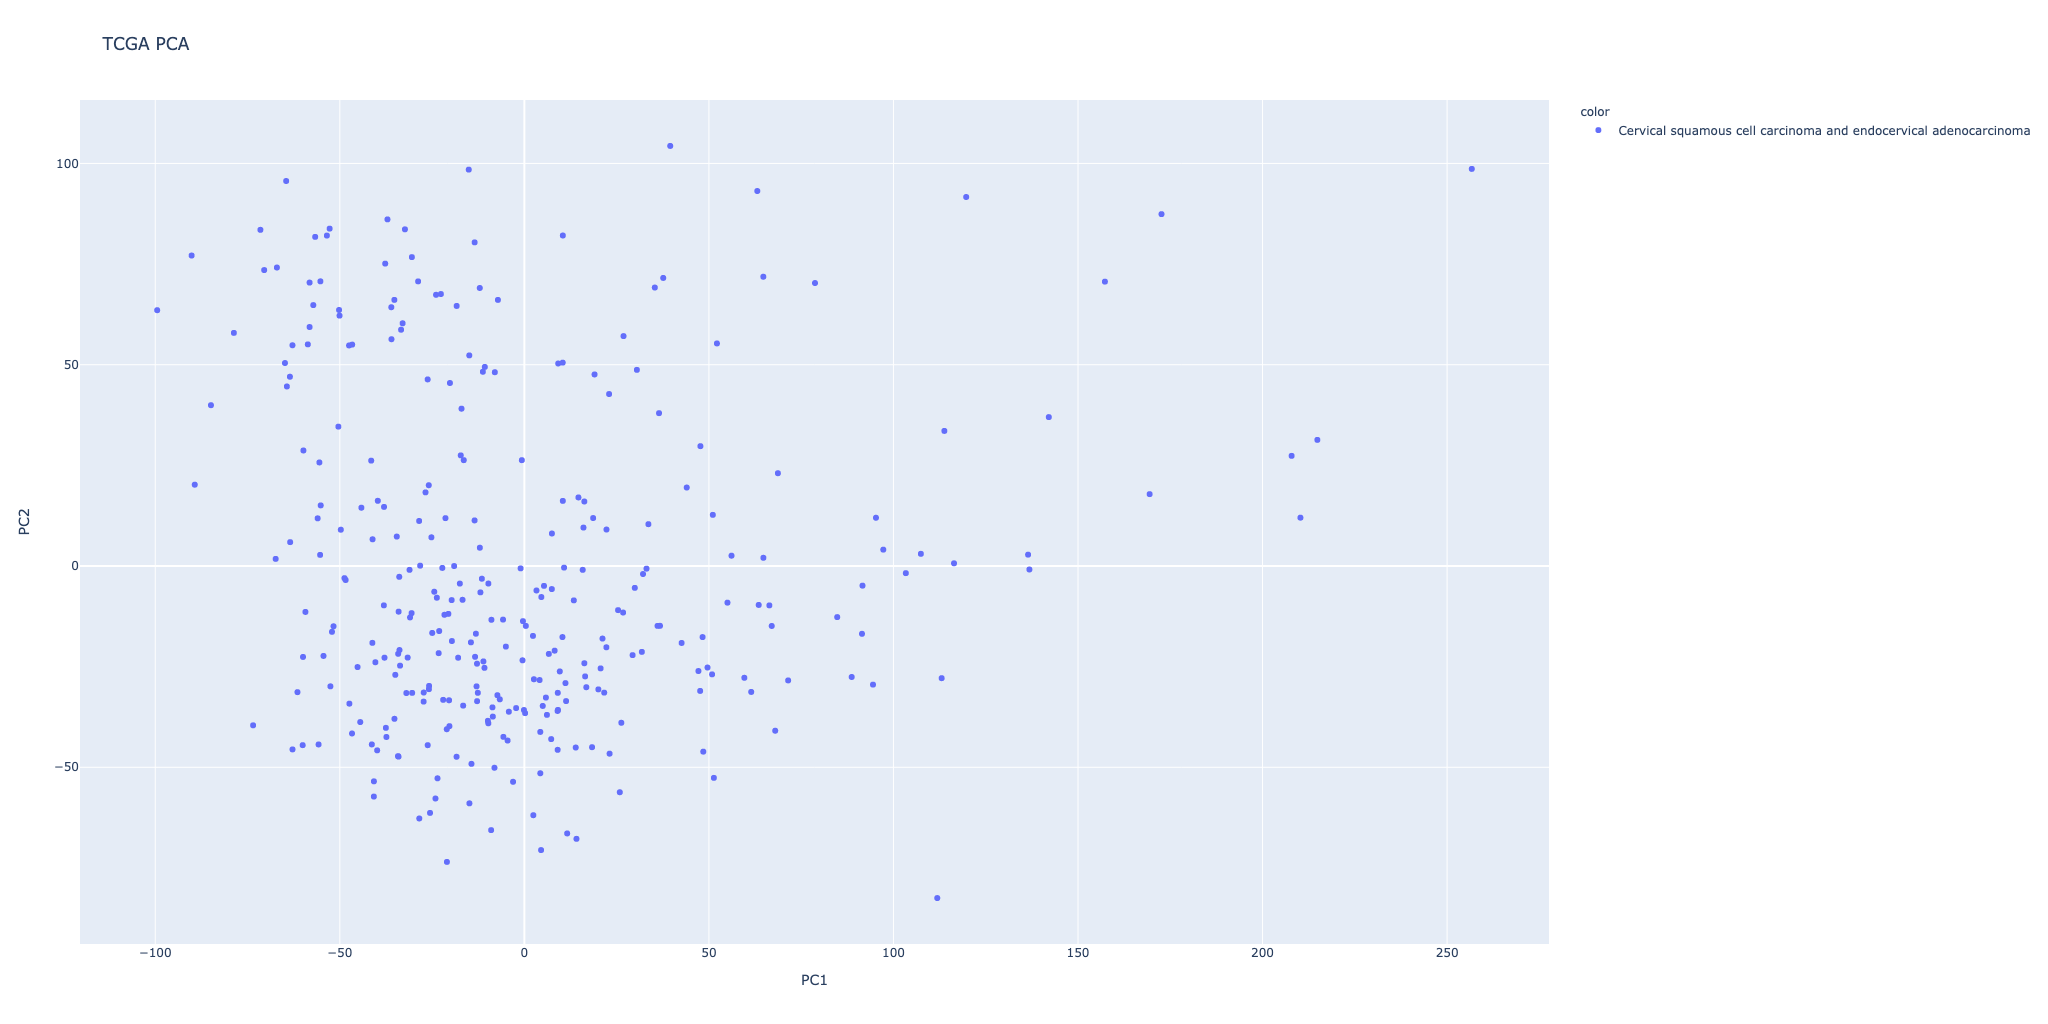 TCGA PCA
color
Cervical squamous cell carcinoma and endocervical adenocarcinoma
100
50
0
−50
PC2
−100
−50
0
50
100
150
200
250
PC1